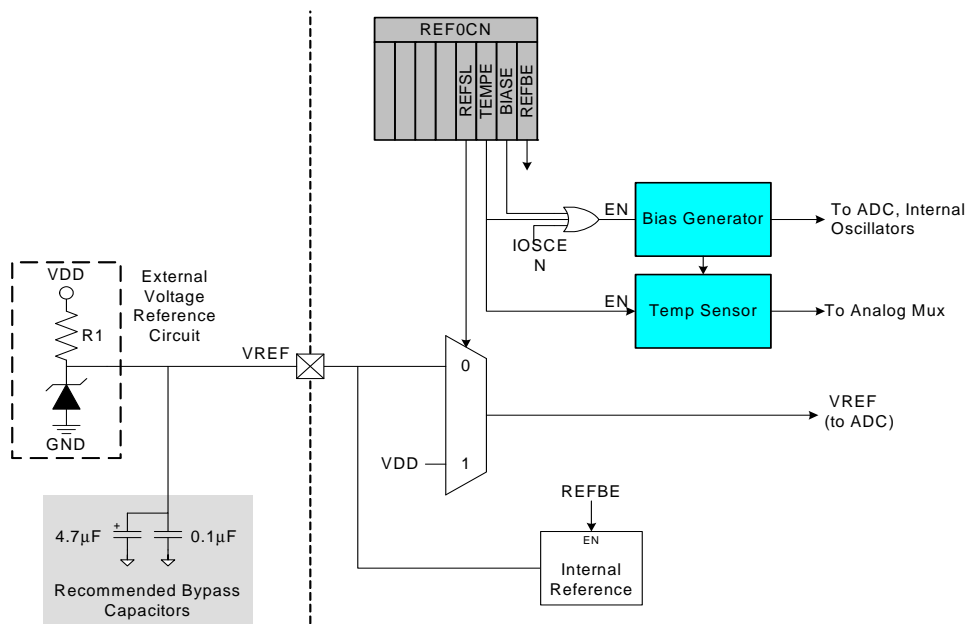 REF0CN
REFSL
TEMPE
BIASE
REFBE
EN
Bias Generator
To ADC, Internal
Oscillators
IOSCE
N
EN
Temp Sensor
To Analog Mux
VDD
R1
GND
External
Voltage
Reference
Circuit
VREF
0
VDD
1
VREF
(to ADC)
4.7μF
+
0.1μF
Recommended Bypass
Capacitors
REFBE
EN
Internal
Reference